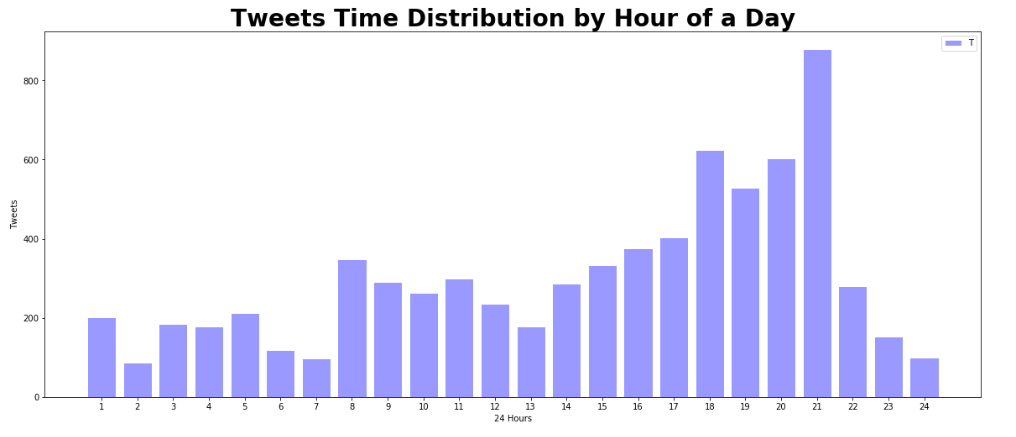 Tweets Time Distribution by Hour of a Day
T
800
600
400
200
0
Tweets
1 2 3 4 5 6 7 8 9 10 11 12 13 14 15 16 17 18 19 20 21 22 23 24
24 Hours